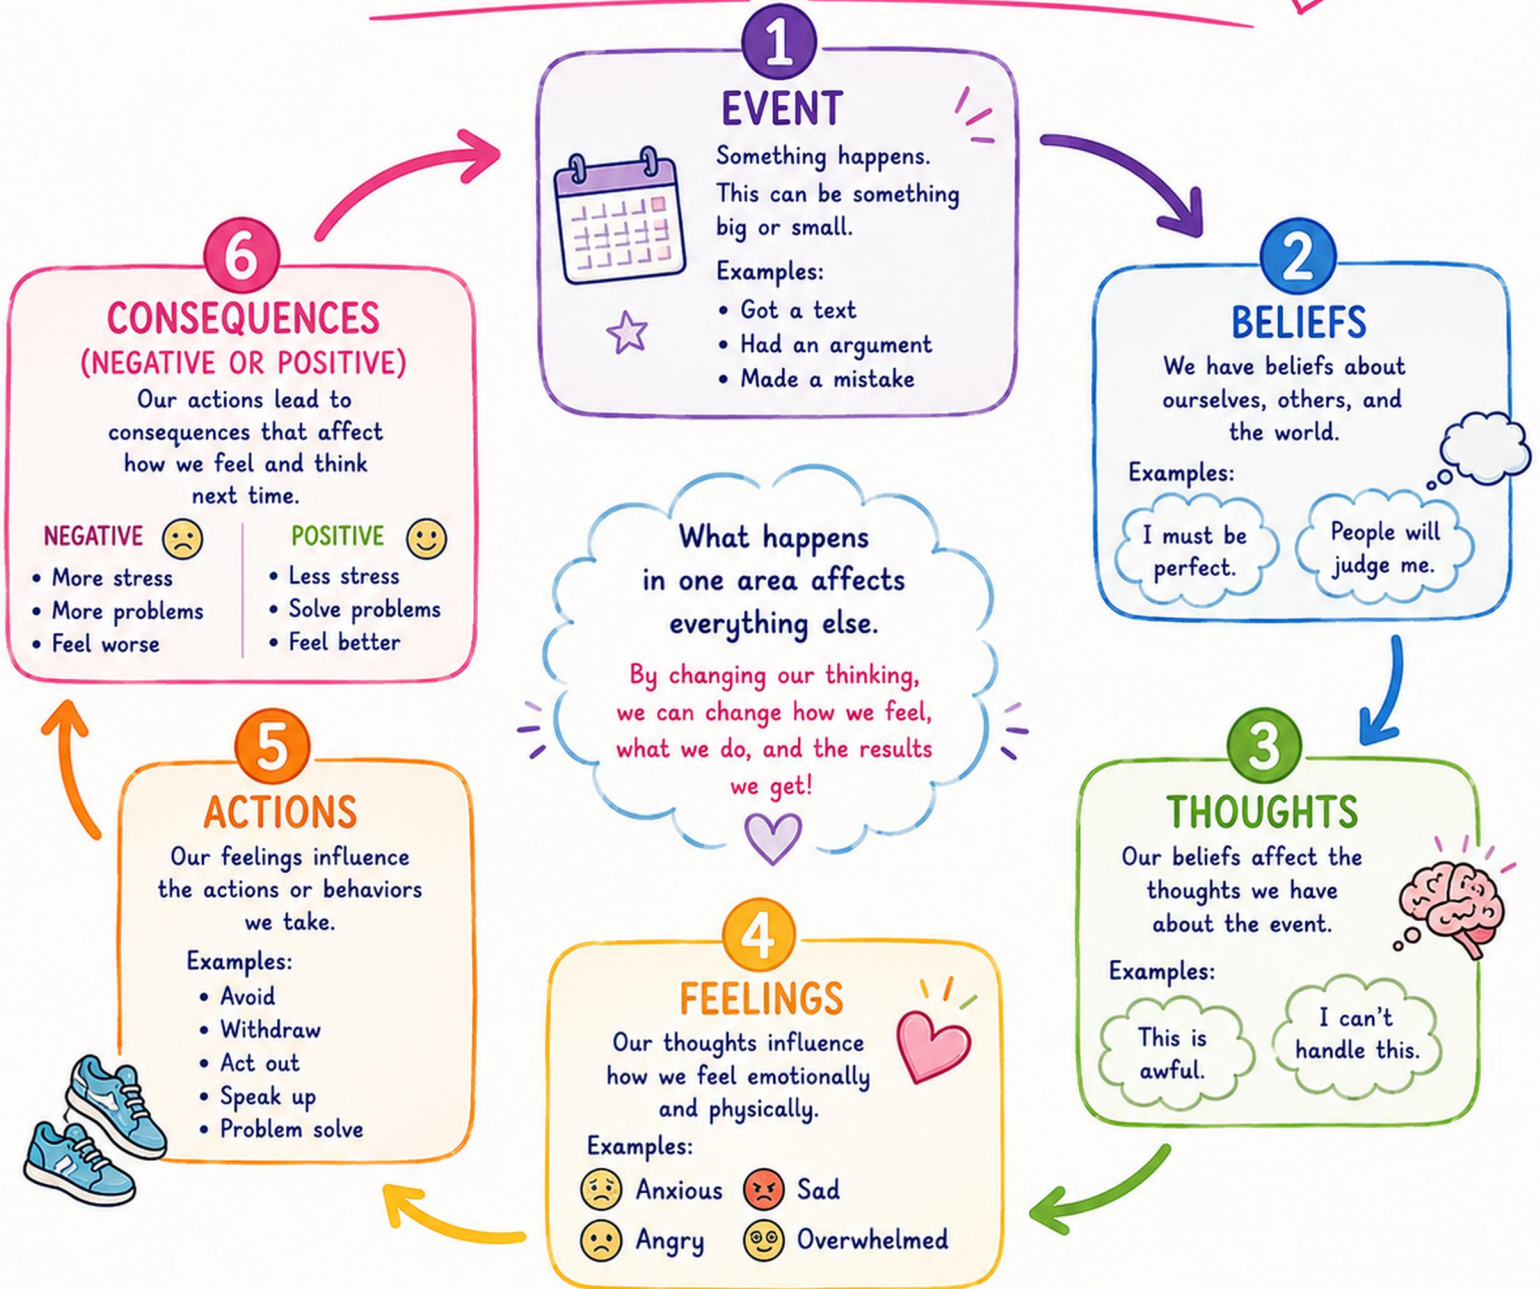 1
EVENT
Something happens.
This can be something
big or small.
Examples:
• Got a text
• Had an argument
• Made a mistake
2
BELIEFS
We have beliefs about
ourselves, others, and
the world.
Examples:
I must be
perfect.
People will
judge me.
3
THOUGHTS
Our beliefs affect the
thoughts we have
about the event.
Examples:
This is
awful.
I can't
handle this.
4
FEELINGS
Our thoughts influence
how we feel emotionally
and physically.
Examples:
Anxious
Sad
Angry
Overwhelmed
5
ACTIONS
Our feelings influence
the actions or behaviors
we take.
Examples:
• Avoid
• Withdraw
• Act out
• Speak up
• Problem solve
6
CONSEQUENCES
(NEGATIVE OR POSITIVE)
Our actions lead to
consequences that affect
how we feel and think
next time.
NEGATIVE
• More stress
• More problems
• Feel worse
POSITIVE
• Less stress
• Solve problems
• Feel better
What happens
in one area affects
everything else.
By changing our thinking,
we can change how we feel,
what we do, and the results
we get!